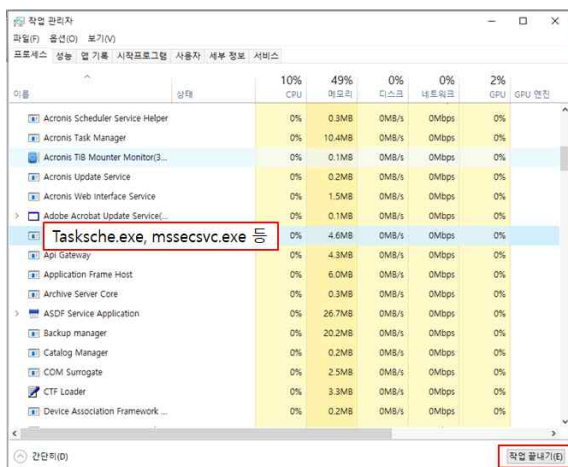 작업 관리자
파일(F) 옵션(O) 보기(V)
프로세스 성능 앱 기록 시작프로그램 사용자 세부 정보 서비스
10% 49% 0% 0% 2%
이름 상태 CPU 메모리 디스크 네트워크 GPU GPU 엔진
Acronis Scheduler Service Helper 0% 0.3MB 0MB/s 0Mbps 0%
Acronis Task Manager 0% 10.4MB 0MB/s 0Mbps 0%
Acronis TIB Mounter Monitor(3... 0% 0.1MB 0MB/s 0Mbps 0%
Acronis Update Service 0% 0.2MB 0MB/s 0Mbps 0%
Acronis Web Interface Service 0% 1.5MB 0MB/s 0Mbps 0%
Adobe Acrobat Update Service(... 0% 0.1MB 0MB/s 0Mbps 0%
Tasksche.exe, mssecsvc.exe 등 0% 4.6MB 0MB/s 0Mbps 0%
Api Gateway 0% 4.3MB 0MB/s 0Mbps 0%
Application Frame Host 0% 6.0MB 0MB/s 0Mbps 0%
Archive Server Core 0% 0.3MB 0MB/s 0Mbps 0%
ASDF Service Application 0% 26.7MB 0MB/s 0Mbps 0%
Backup manager 0% 20.2MB 0MB/s 0Mbps 0%
Catalog Manager 0% 0.2MB 0MB/s 0Mbps 0%
COM Surrogate 0% 2.5MB 0MB/s 0Mbps 0%
CTF Loader 0% 3.3MB 0MB/s 0Mbps 0%
Device Association Framework ... 0% 0.2MB 0MB/s 0Mbps 0%
간단히(D) 작업 끝내기(E)